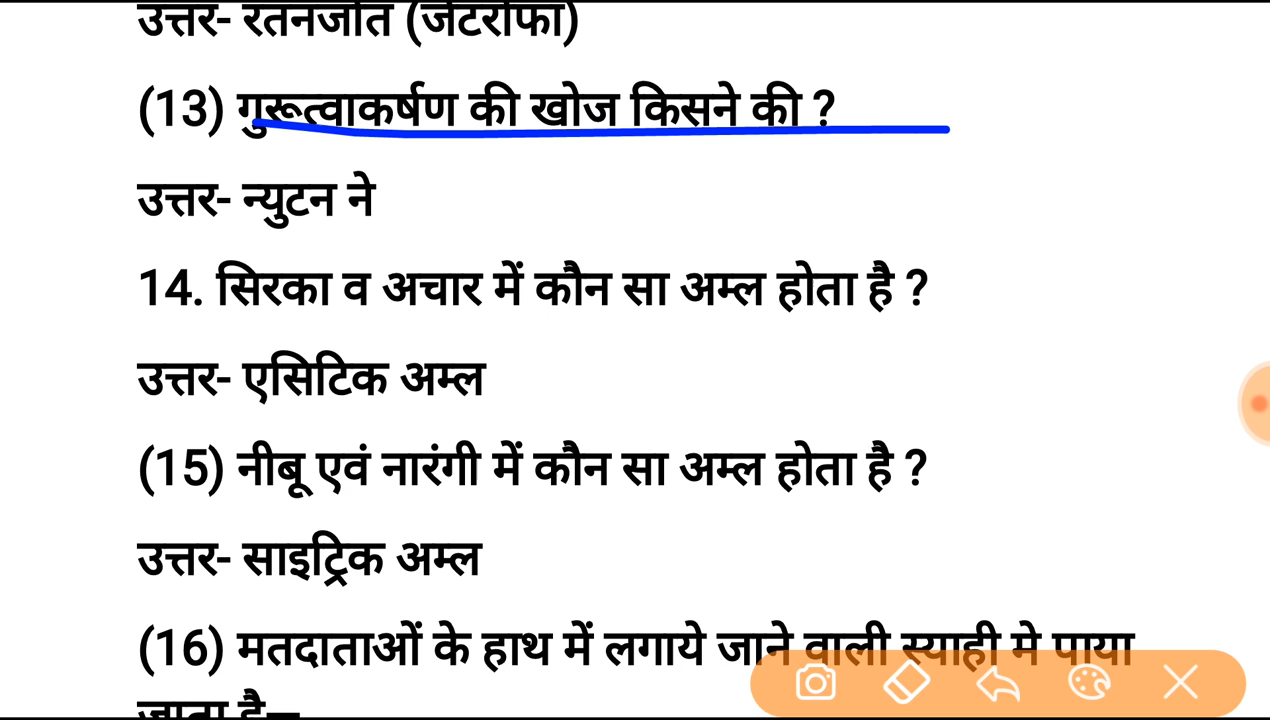 उत्तर- रतनजोत (जेटरोफा)
(13) गुरूत्वाकर्षण की खोज किसने की ?
उत्तर- न्युटन ने
14. सिरका व अचार में कौन सा अम्ल होता है ?
उत्तर- एसिटिक अम्ल
(15) नीबू एवं नारंगी में कौन सा अम्ल होता है ?
उत्तर- साइट्रिक अम्ल
(16) मतदाताओं के हाथ में लगाये जाने वाली स्याही मे पाया
जाता है–